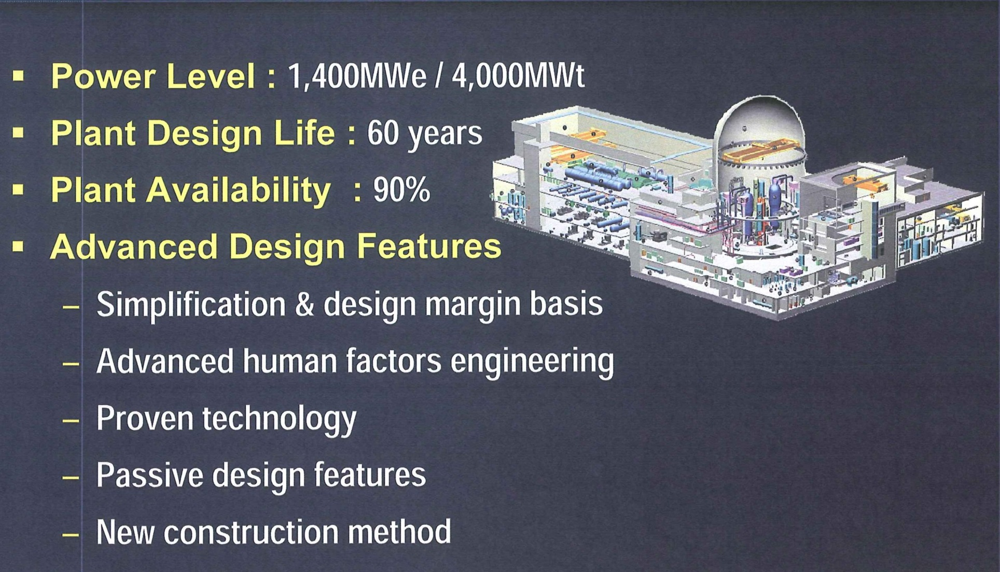 ▪ Power Level : 1,400MWe / 4,000MWt
▪ Plant Design Life : 60 years
▪ Plant Availability : 90%
▪ Advanced Design Features
– Simplification & design margin basis
– Advanced human factors engineering
– Proven technology
– Passive design features
– New construction method